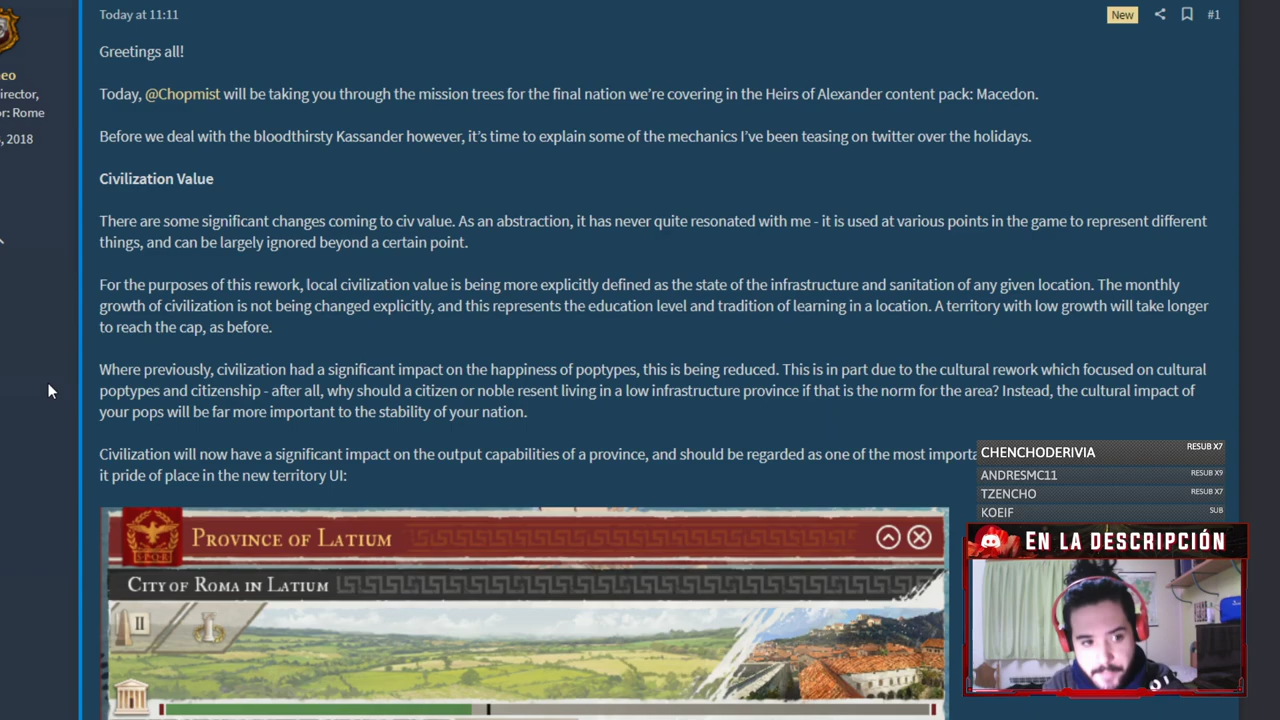 Today at 11:11
New
#1
Greetings all!
eo
irector,
or: Rome
, 2018
Today, @Chopmist will be taking you through the mission trees for the final nation we’re covering in the Heirs of Alexander content pack: Macedon.
Before we deal with the bloodthirsty Kassander however, it’s time to explain some of the mechanics I’ve been teasing on twitter over the holidays.
Civilization Value
There are some significant changes coming to civ value. As an abstraction, it has never quite resonated with me - it is used at various points in the game to represent different
things, and can be largely ignored beyond a certain point.
For the purposes of this rework, local civilization value is being more explicitly defined as the state of the infrastructure and sanitation of any given location. The monthly
growth of civilization is not being changed explicitly, and this represents the education level and tradition of learning in a location. A territory with low growth will take longer
to reach the cap, as before.
Where previously, civilization had a significant impact on the happiness of poptypes, this is being reduced. This is in part due to the cultural rework which focused on cultural
poptypes and citizenship - after all, why should a citizen or noble resent living in a low infrastructure province if that is the norm for the area? Instead, the cultural impact of
your pops will be far more important to the stability of your nation.
Civilization will now have a significant impact on the output capabilities of a province, and should be regarded as one of the most importa
it pride of place in the new territory UI:
CHENCHODERIVIA RESUB X7
ANDRESMC11 RESUB X9
TZENCHO RESUB X7
KOEIF SUB
EN LA DESCRIPCIÓN
PROVINCE OF LATIUM
SPQR
CITY OF ROMA IN LATIUM
II